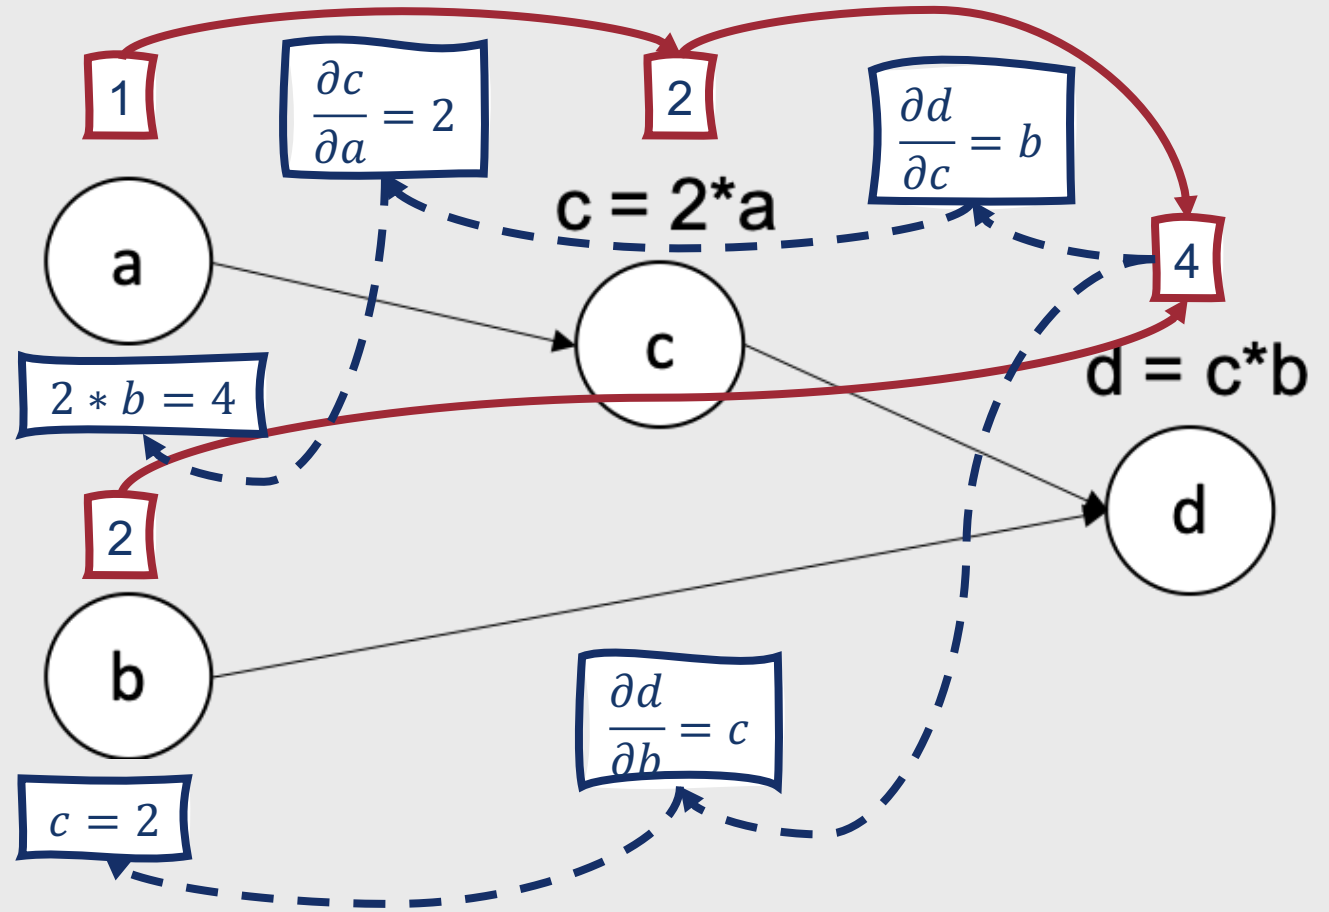 1
∂c/∂a = 2
2
∂d/∂c = b
c = 2*a
a
4
c
2 ∗ b = 4
d = c*b
2
d
b
∂d/∂b = c
c = 2